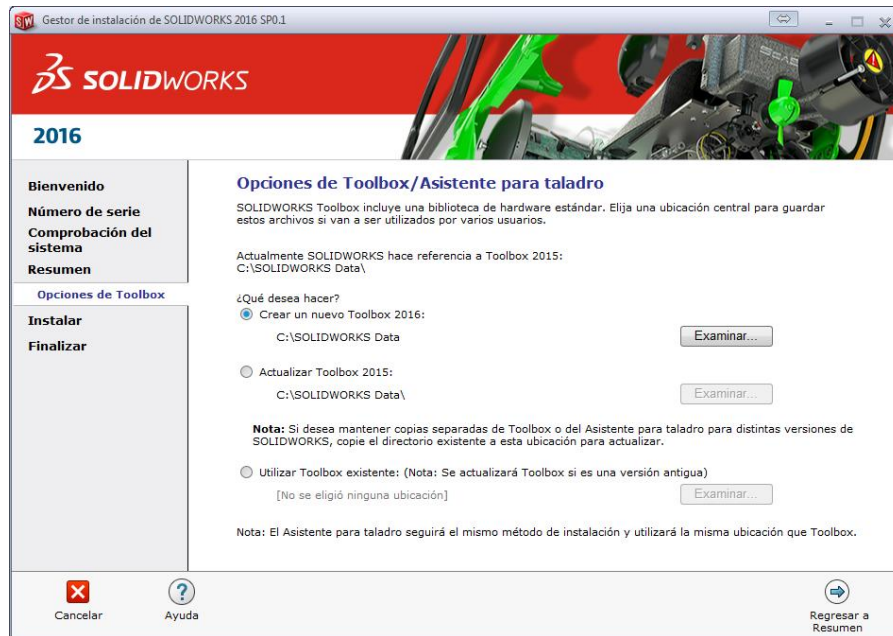 Gestor de instalación de SOLIDWORKS 2016 SP0.1
SOLIDWORKS
2016
Bienvenido
Número de serie
Comprobación del
sistema
Resumen
Opciones de Toolbox
Instalar
Finalizar
Opciones de Toolbox/Asistente para taladro
SOLIDWORKS Toolbox incluye una biblioteca de hardware estándar. Elija una ubicación central para guardar
estos archivos si van a ser utilizados por varios usuarios.
Actualmente SOLIDWORKS hace referencia a Toolbox 2015:
C:\SOLIDWORKS Data\
¿Qué desea hacer?
Crear un nuevo Toolbox 2016:
C:\SOLIDWORKS Data
Examinar...
Actualizar Toolbox 2015:
C:\SOLIDWORKS Data\
Examinar...
Nota: Si desea mantener copias separadas de Toolbox o del Asistente para taladro para distintas versiones de
SOLIDWORKS, copie el directorio existente a esta ubicación para actualizar.
Utilizar Toolbox existente: (Nota: Se actualizará Toolbox si es una versión antigua)
[No se eligió ninguna ubicación]
Examinar...
Nota: El Asistente para taladro seguirá el mismo método de instalación y utilizará la misma ubicación que Toolbox.
Cancelar
Ayuda
Regresar a
Resumen